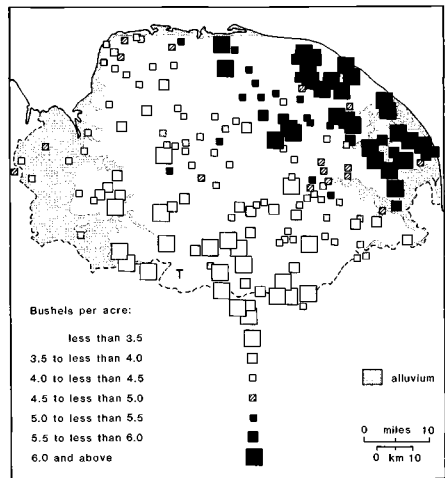 T
Bushels per acre:
less than 3.5
3.5 to less than 4.0
4.0 to less than 4.5
4.5 to less than 5.0
5.0 to less than 5.5
5.5 to less than 6.0
6.0 and above
alluvium
0 miles 10
0 km 10